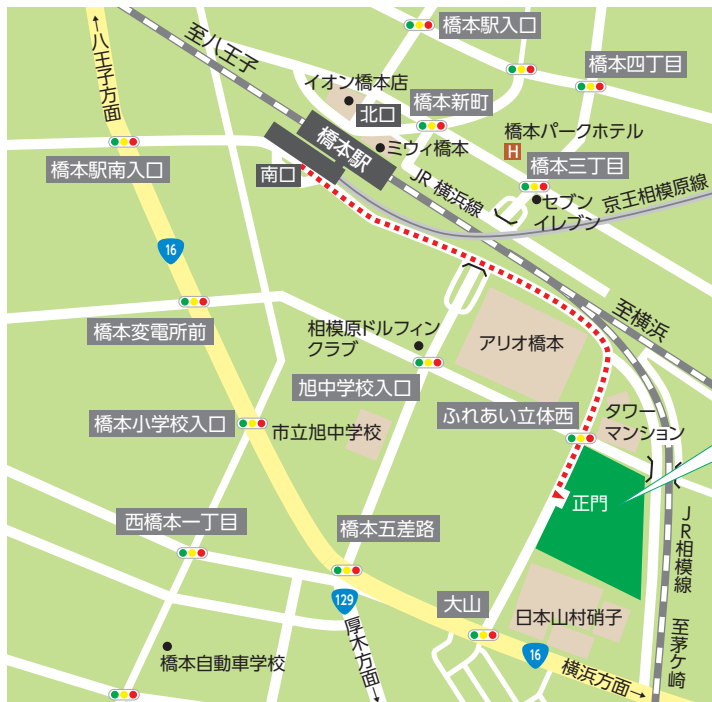 ←八王子方面
至八王子
橋本駅入口
橋本四丁目
イオン橋本店
北口
橋本新町
橋本パークホテル
H
橋本駅
ミウィ橋本
橋本駅南入口
南口
JR 横浜線
橋本三丁目
セブン
イレブン
京王相模原線
16
至横浜
橋本変電所前
相模原ドルフィン
クラブ
アリオ橋本
旭中学校入口
橋本小学校入口
市立旭中学校
ふれあい立体西
タワー
マンション
正門
西橋本一丁目
橋本五差路
JR相模線
129
大山
日本山村硝子
厚木方面→
16
横浜方面→
至茅ケ崎
橋本自動車学校